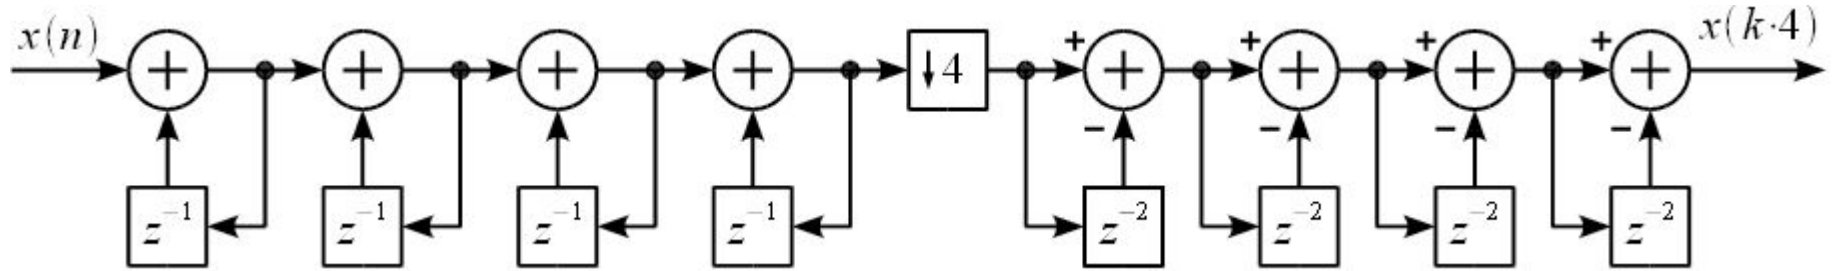 x(n)
+ + + + ↓4 + + + + + + + + x(k·4)
− − − −
z⁻¹ z⁻¹ z⁻¹ z⁻¹ z⁻² z⁻² z⁻² z⁻²